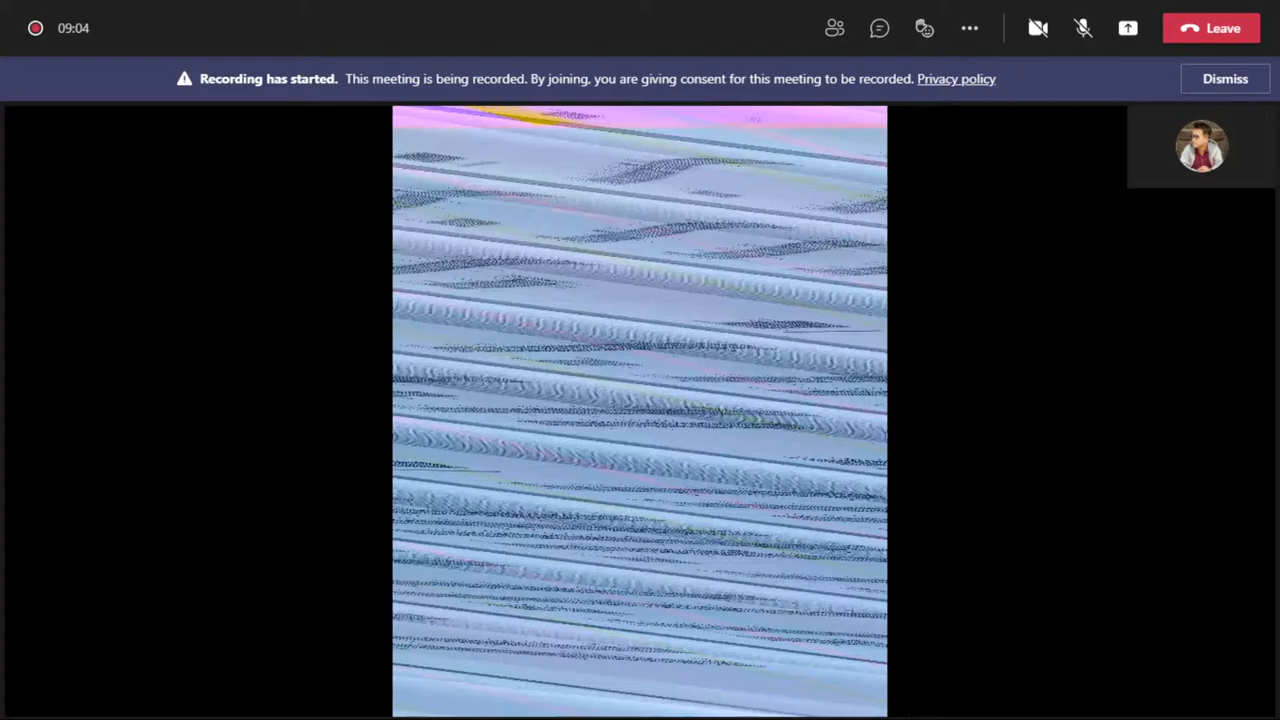 09:04
Leave
Recording has started. This meeting is being recorded. By joining, you are giving consent for this meeting to be recorded. Privacy policy
Dismiss